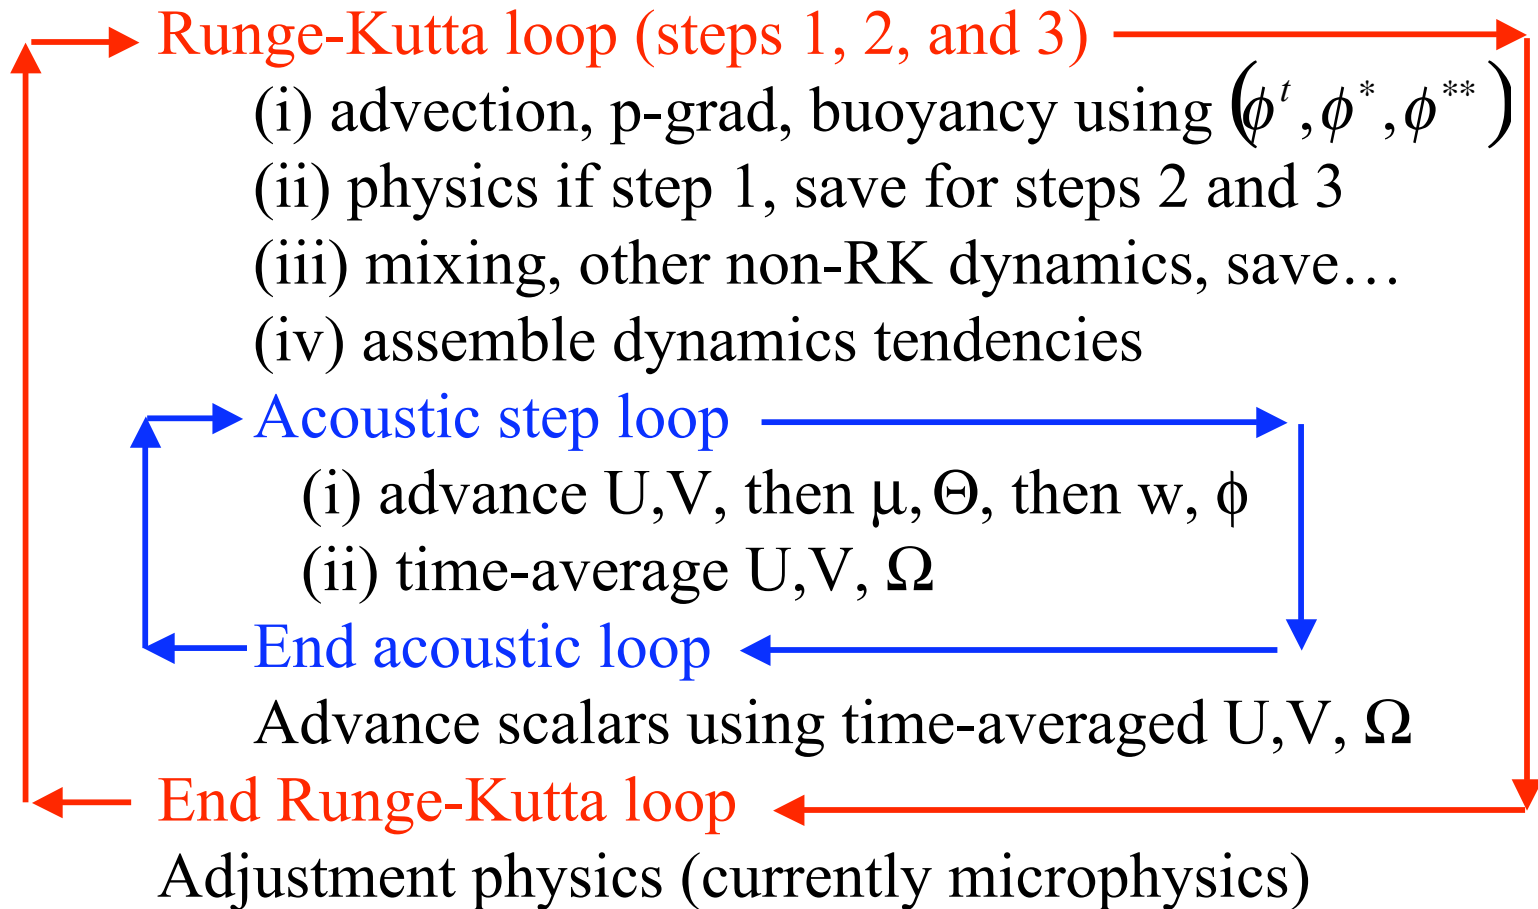 Runge-Kutta loop (steps 1, 2, and 3)
(i) advection, p-grad, buoyancy using (ϕᵗ, ϕ*, ϕ**)
(ii) physics if step 1, save for steps 2 and 3
(iii) mixing, other non-RK dynamics, save…
(iv) assemble dynamics tendencies
Acoustic step loop
(i) advance U,V, then μ, Θ, then w, ϕ
(ii) time-average U,V, Ω
End acoustic loop
Advance scalars using time-averaged U,V, Ω
End Runge-Kutta loop
Adjustment physics (currently microphysics)